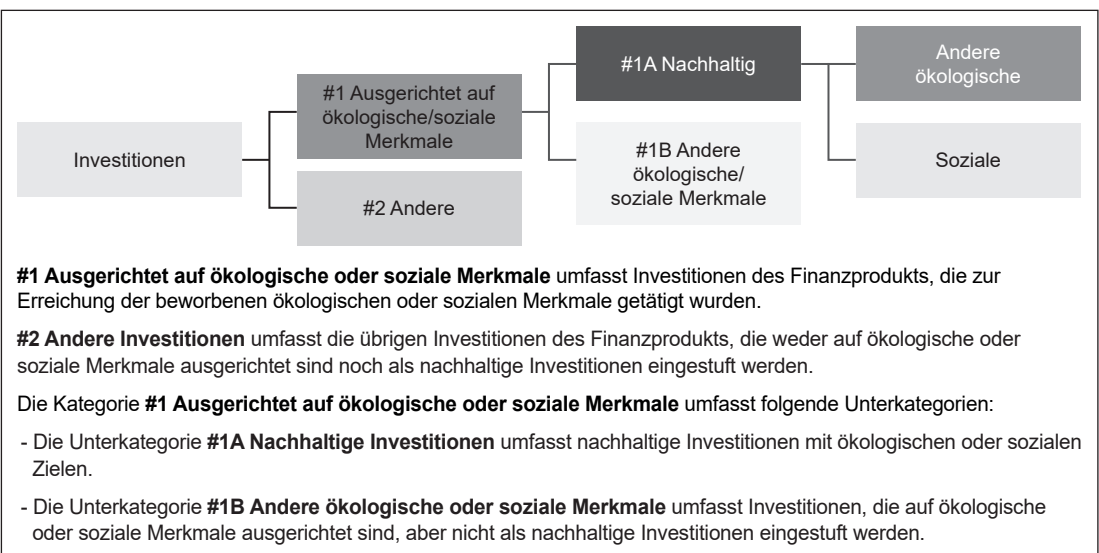 Investitionen
#1 Ausgerichtet auf
ökologische/soziale
Merkmale
#2 Andere
#1A Nachhaltig
#1B Andere
ökologische/
soziale Merkmale
Andere
ökologische
Soziale
#1 Ausgerichtet auf ökologische oder soziale Merkmale umfasst Investitionen des Finanzprodukts, die zur
Erreichung der beworbenen ökologischen oder sozialen Merkmale getätigt wurden.
#2 Andere Investitionen umfasst die übrigen Investitionen des Finanzprodukts, die weder auf ökologische oder
soziale Merkmale ausgerichtet sind noch als nachhaltige Investitionen eingestuft werden.
Die Kategorie #1 Ausgerichtet auf ökologische oder soziale Merkmale umfasst folgende Unterkategorien:
- Die Unterkategorie #1A Nachhaltige Investitionen umfasst nachhaltige Investitionen mit ökologischen oder sozialen
Zielen.
- Die Unterkategorie #1B Andere ökologische oder soziale Merkmale umfasst Investitionen, die auf ökologische
oder soziale Merkmale ausgerichtet sind, aber nicht als nachhaltige Investitionen eingestuft werden.